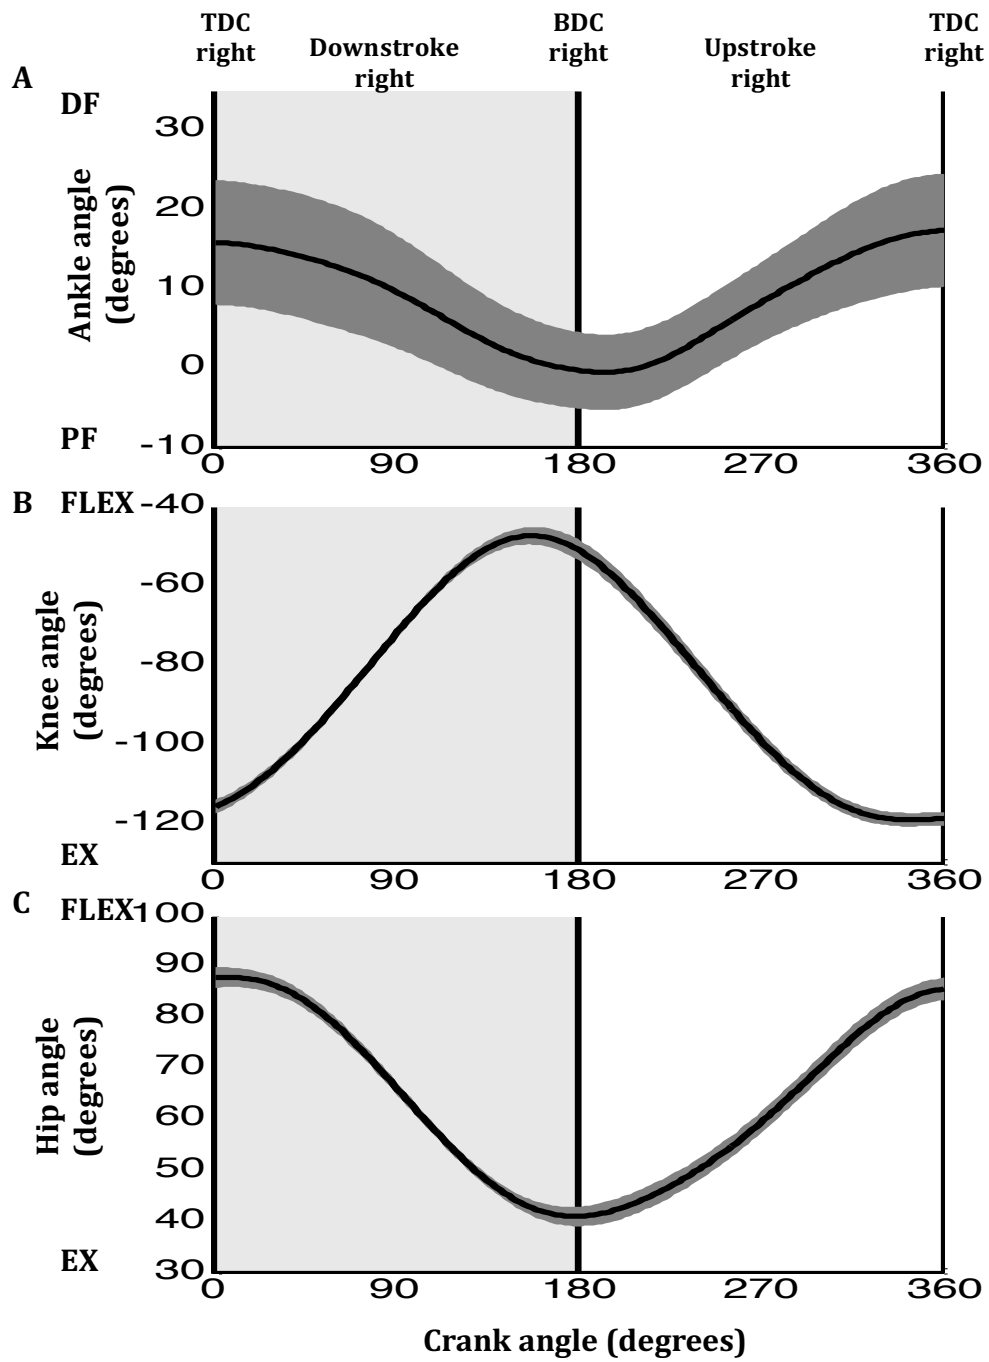 TDC right
Downstroke right
BDC right
Upstroke right
TDC right
A
DF
Ankle angle (degrees)
PF
30
20
10
0
-10
0 90 180 270 360
B
FLEX
Knee angle (degrees)
EX
-40
-60
-80
-100
-120
0 90 180 270 360
C
FLEX
Hip angle (degrees)
EX
100
90
80
70
60
50
40
30
0 90 180 270 360
Crank angle (degrees)